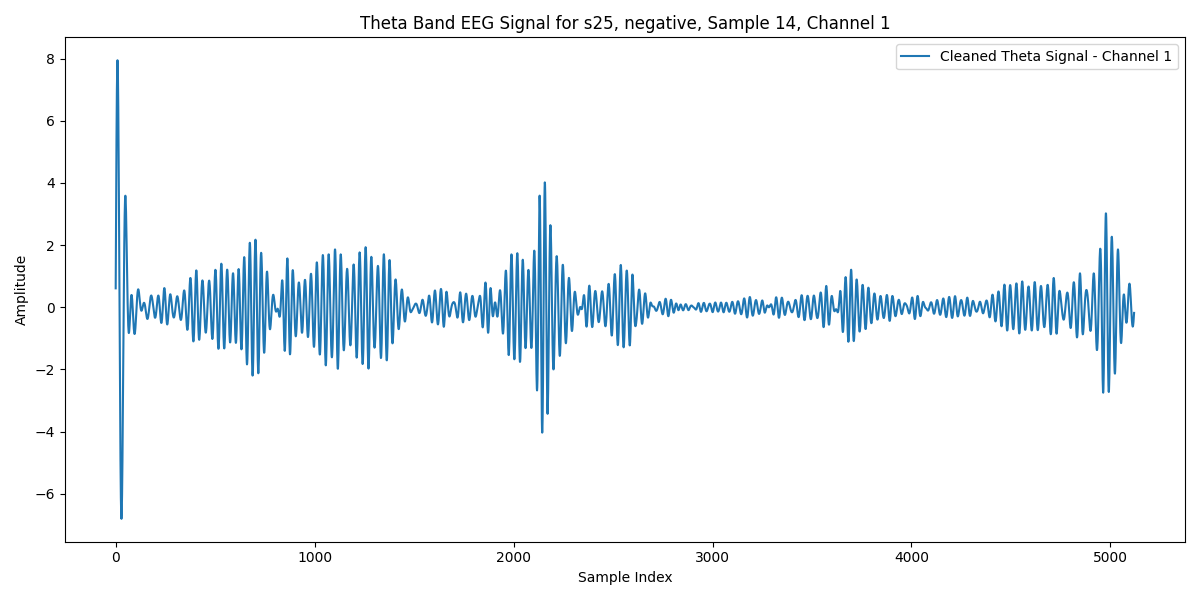 Theta Band EEG Signal for s25, negative, Sample 14, Channel 1
Cleaned Theta Signal - Channel 1
Amplitude
8
6
4
2
0
−2
−4
−6
0 1000 2000 3000 4000 5000
Sample Index